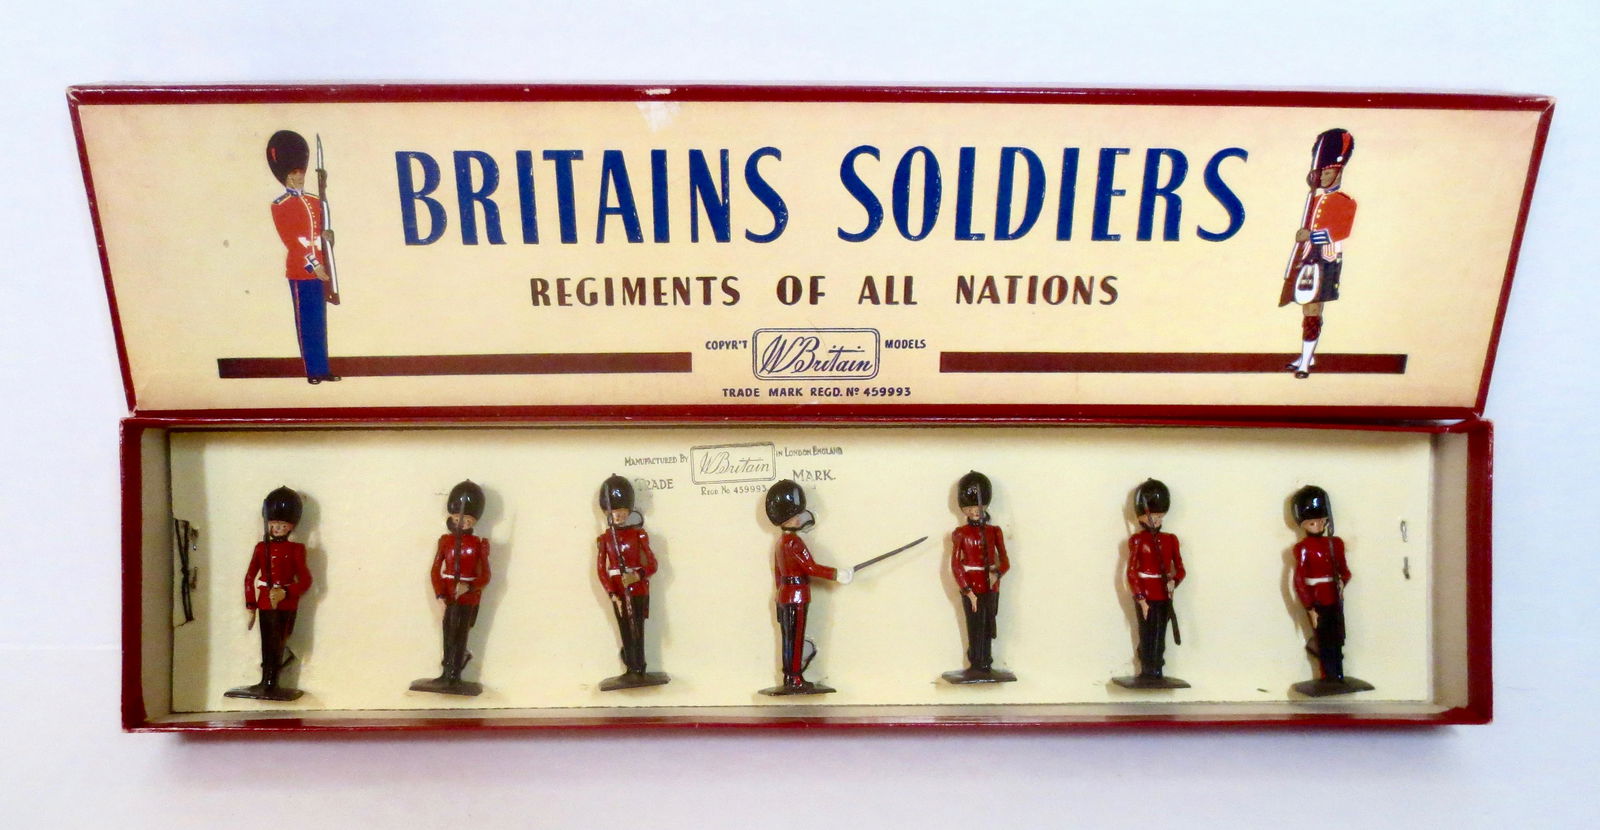 BRITAINS SOLDIERS
REGIMENTS OF ALL NATIONS
COPYR'T W Britain MODELS
TRADE MARK REGD. Nº 459993
MANUFACTURED BY W Britain IN LONDON ENGLAND
TRADE MARK.
REGD No 459993